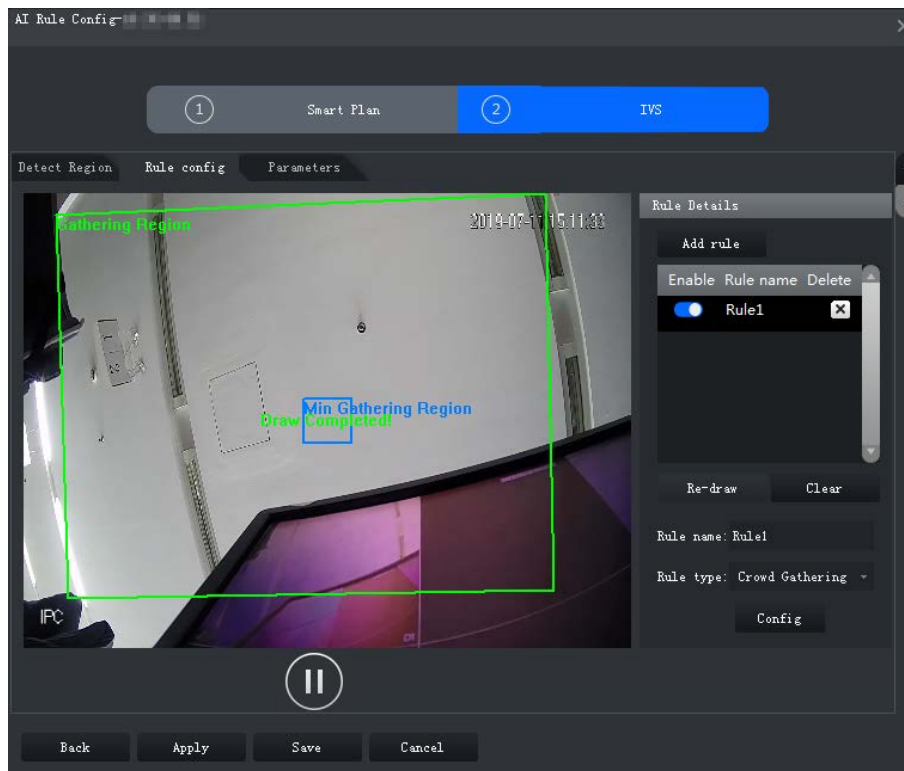 AI Rule Config-
1 Smart Plan 2 IVS
Detect Region Rule config Parameters
Gathering Region
2019-07-11 15:11:33
Min Gathering Region
Draw Completed!
IPC
Rule Details
Add rule
Enable Rule name Delete
Rule1
Re-draw Clear
Rule name: Rule1
Rule type: Crowd Gathering
Config
Back Apply Save Cancel